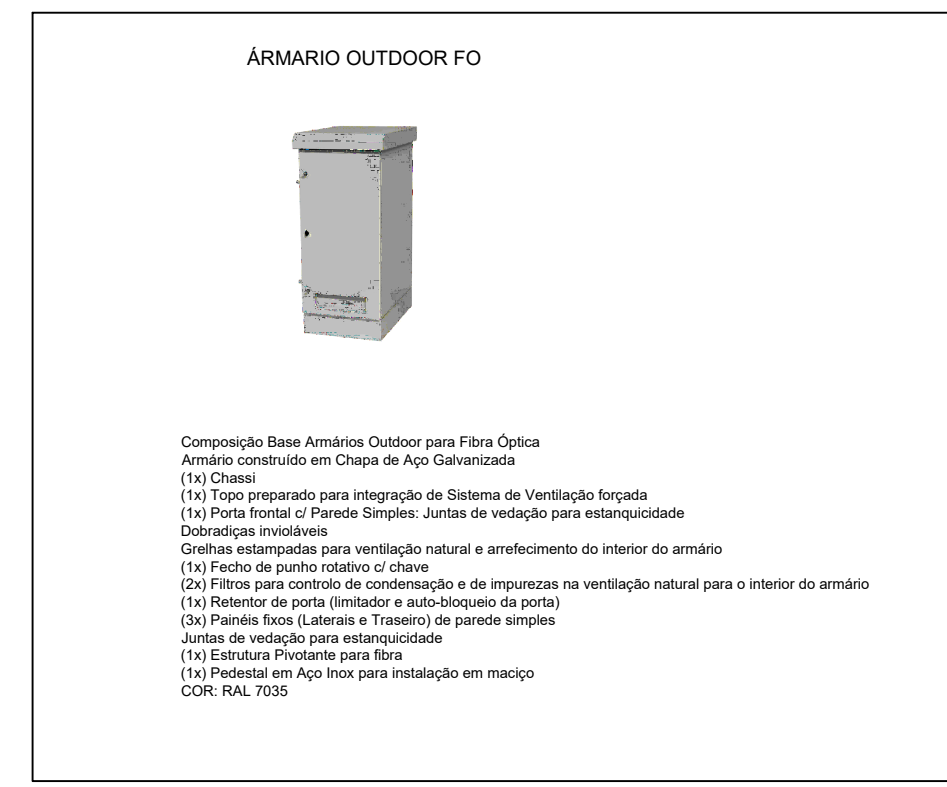 ÁRMARIO OUTDOOR FO
Composição Base Armários Outdoor para Fibra Óptica
Armário construído em Chapa de Aço Galvanizada
(1x) Chassi
(1x) Topo preparado para integração de Sistema de Ventilação forçada
(1x) Porta frontal c/ Parede Simples: Juntas de vedação para estanquicidade
Dobradiças invioláveis
Grelhas estampadas para ventilação natural e arrefecimento do interior do armário
(1x) Fecho de punho rotativo c/ chave
(2x) Filtros para controlo de condensação e de impurezas na ventilação natural para o interior do armário
(1x) Retentor de porta (limitador e auto-bloqueio da porta)
(3x) Painéis fixos (Laterais e Traseiro) de parede simples
Juntas de vedação para estanquicidade
(1x) Estrutura Pivotante para fibra
(1x) Pedestal em Aço Inox para instalação em maciço
COR: RAL 7035